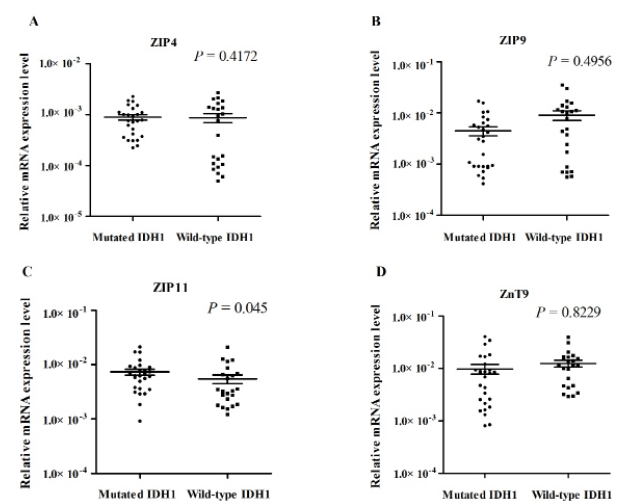 A
ZIP4
P = 0.4172
Relative mRNA expression level
1.0× 10-2
1.0× 10-3
1.0× 10-4
1.0× 10-5
Mutated IDH1 Wild-type IDH1
B
ZIP9
P = 0.4956
Relative mRNA expression level
1.0× 10-1
1.0× 10-2
1.0× 10-3
1.0× 10-4
Mutated IDH1 Wild-type IDH1
C
ZIP11
P = 0.045
Relative mRNA expression level
1.0× 10-1
1.0× 10-2
1.0× 10-3
1.0× 10-4
Mutated IDH1 Wild-type IDH1
D
ZnT9
P = 0.8229
Relative mRNA expression level
1.0× 10-1
1.0× 10-2
1.0× 10-3
1.0× 10-4
Mutated IDH1 Wild-type IDH1